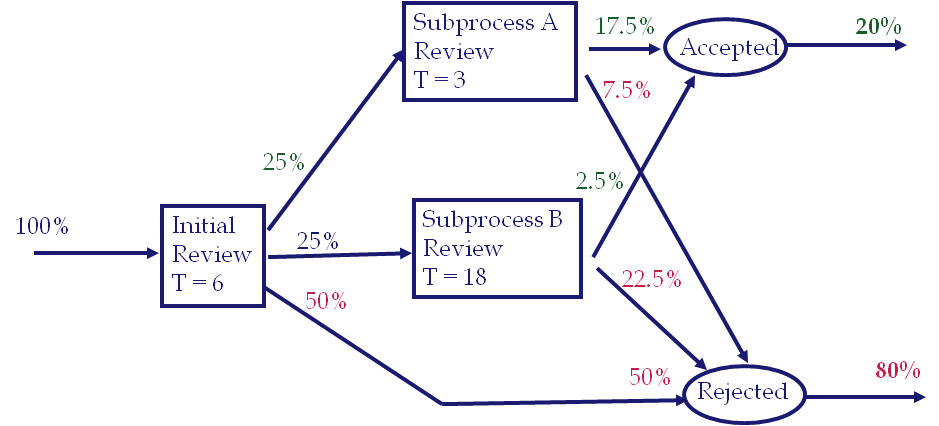 Subprocess A
Review
T = 3
17.5%
Accepted
20%
7.5%
25%
2.5%
100%
Initial
Review
T = 6
25%
Subprocess B
Review
T = 18
50%
22.5%
50%
Rejected
80%